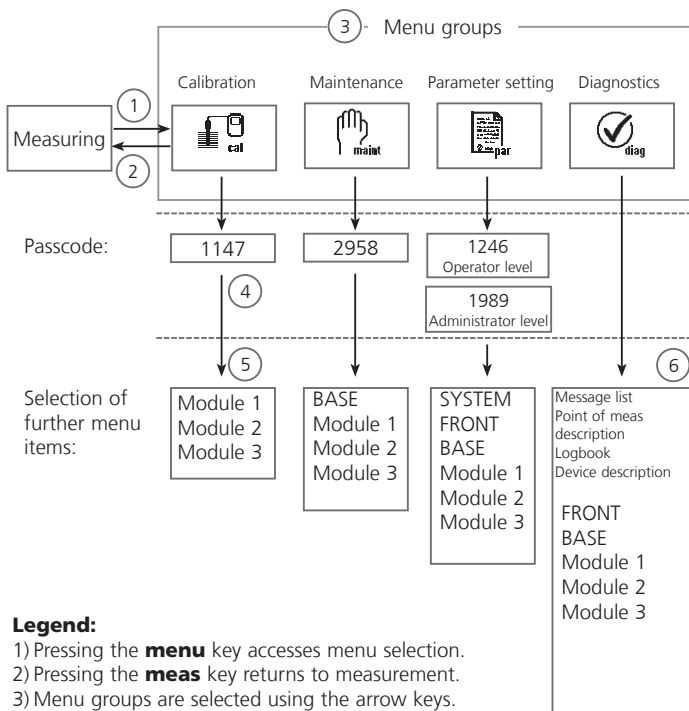 3 Menu groups
Calibration Maintenance Parameter setting Diagnostics
1
Measuring
cal maint par diag
2
Passcode: 1147 2958 1246
Operator level
4
1989
Administrator level
5 6
Selection of
further menu
items:
Module 1
Module 2
Module 3
BASE
Module 1
Module 2
Module 3
SYSTEM
FRONT
BASE
Module 1
Module 2
Module 3
Message list
Point of meas
description
Logbook
Device description
FRONT
BASE
Module 1
Module 2
Module 3
Legend:
1) Pressing the menu key accesses menu selection.
2) Pressing the meas key returns to measurement.
3) Menu groups are selected using the arrow keys.